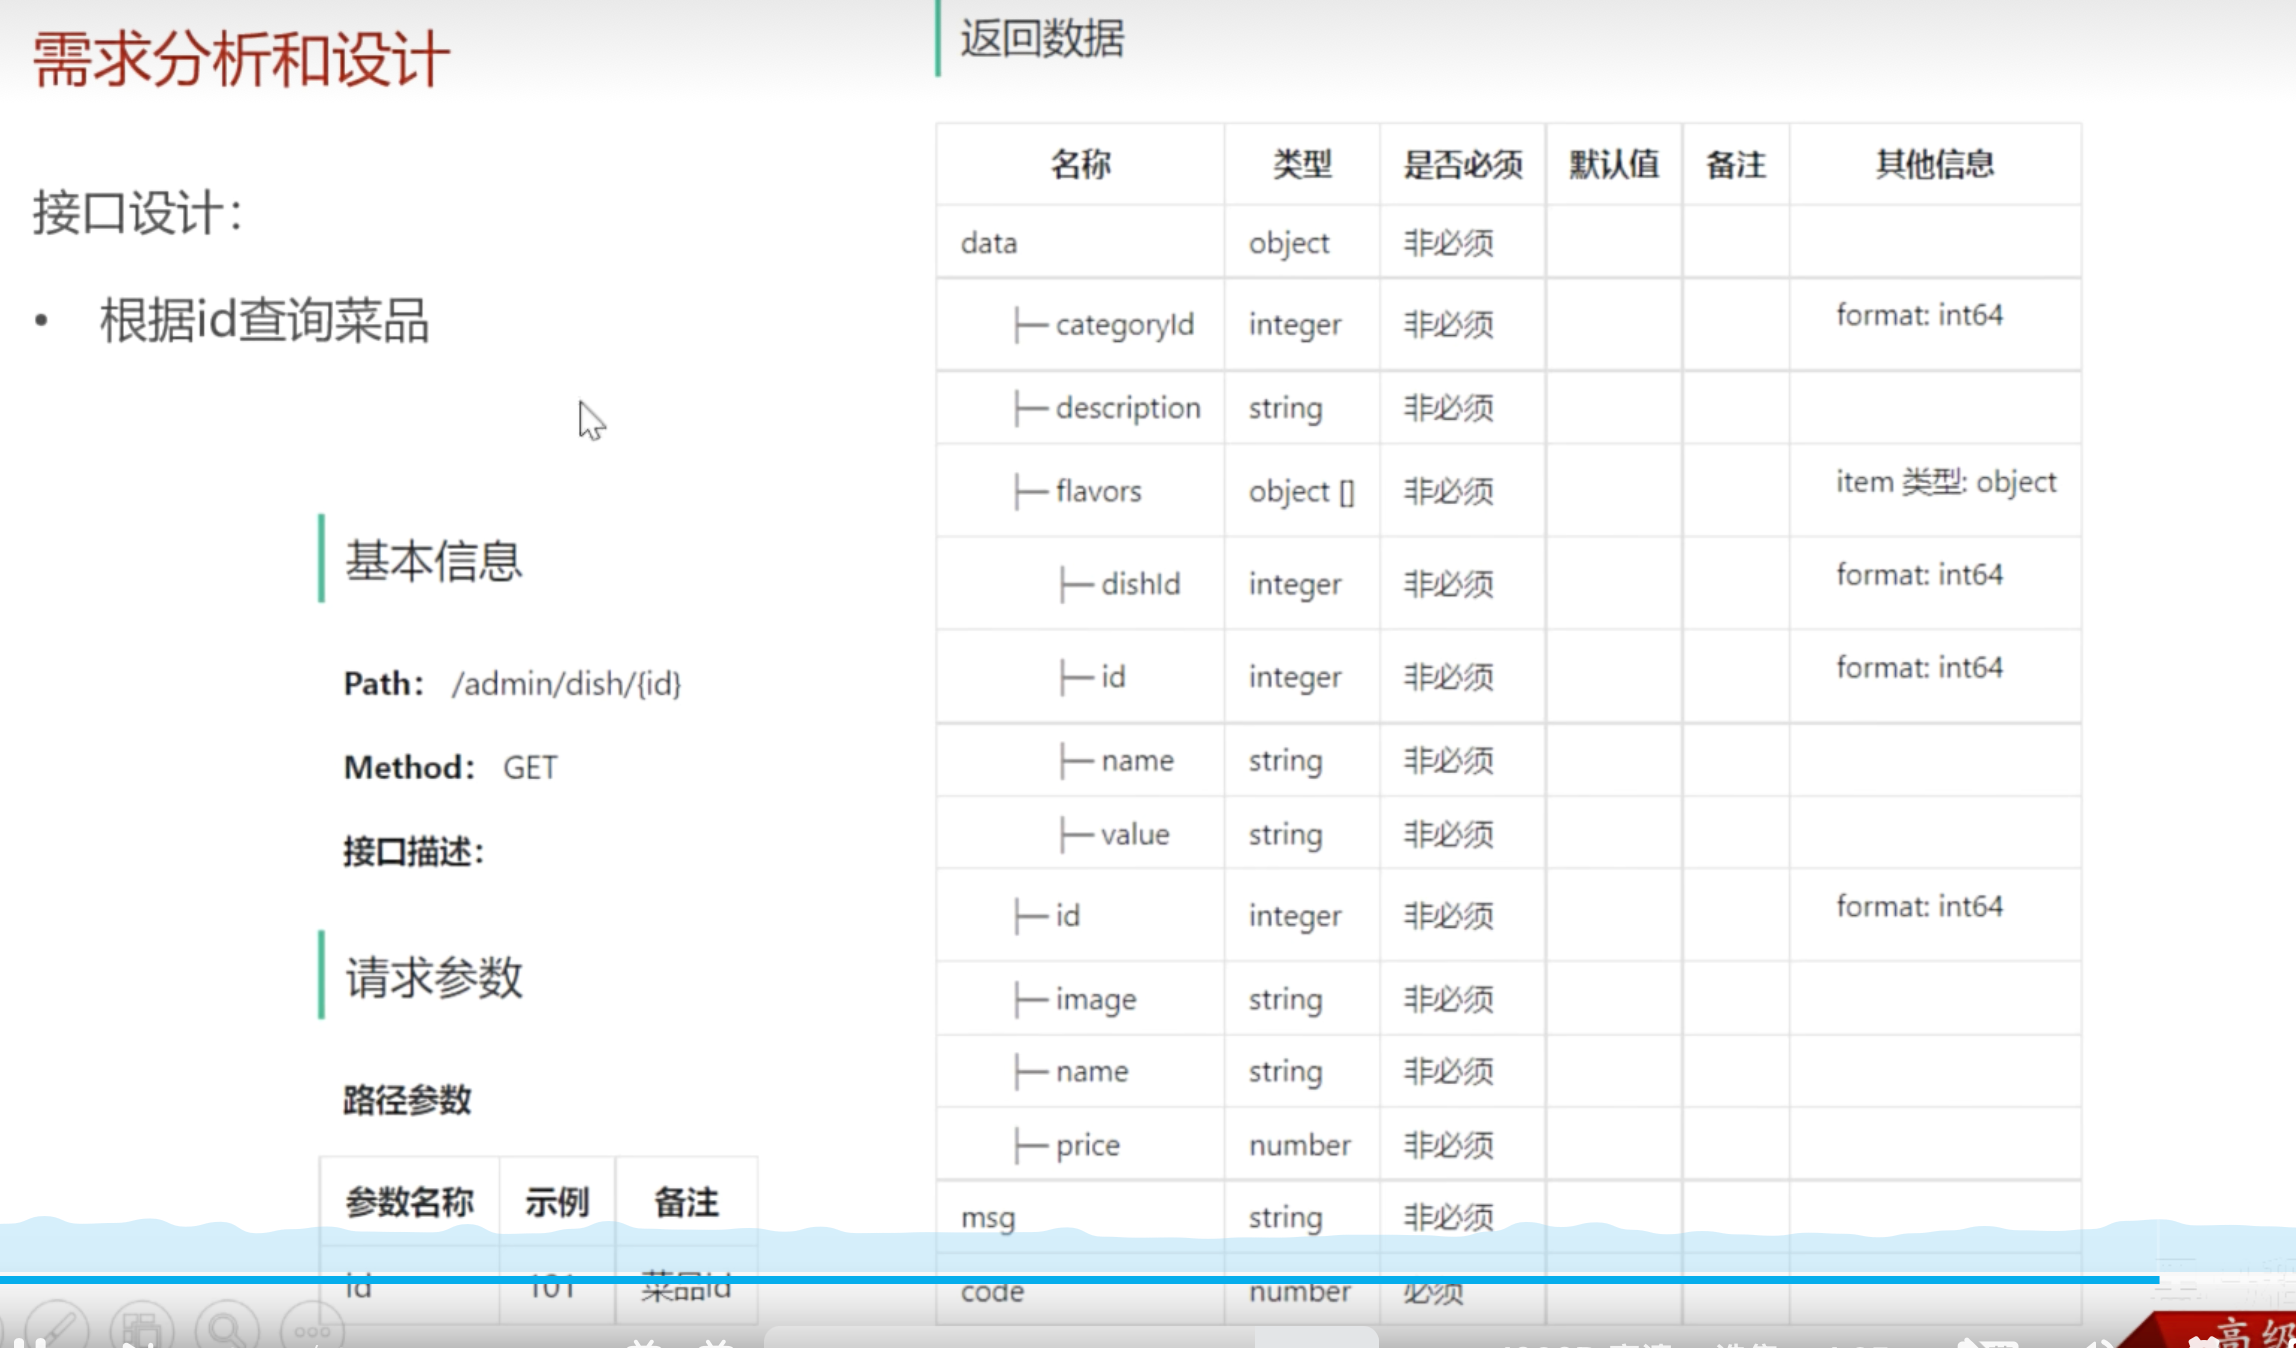 需求分析和设计
接口设计：
• 根据id查询菜品
基本信息
Path： /admin/dish/{id}
Method： GET
接口描述：
请求参数
路径参数
参数名称 示例 备注
id 101 菜品id
返回数据
名称 类型 是否必须 默认值 备注 其他信息
data object 非必须
├─ categoryId integer 非必须 format: int64
├─ description string 非必须
├─ flavors object [] 非必须 item 类型: object
├─ dishId integer 非必须 format: int64
├─ id integer 非必须 format: int64
├─ name string 非必须
├─ value string 非必须
├─ id integer 非必须 format: int64
├─ image string 非必须
├─ name string 非必须
├─ price number 非必须
msg string 非必须
code number 必须
高级